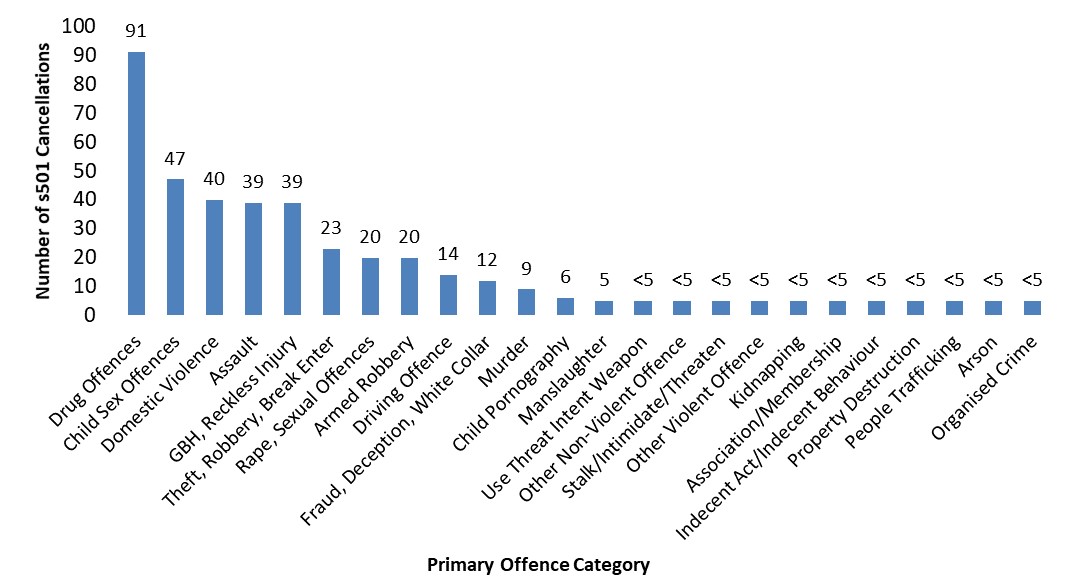 Number of s501 Cancellations
100
90
80
70
60
50
40
30
20
10
0
91
47
40
39
39
23
20
20
14
12
9
6
5
<5
<5
<5
<5
<5
<5
<5
<5
<5
<5
<5
Drug Offences
Child Sex Offences
Domestic Violence
Assault
GBH, Reckless Injury
Theft, Robbery, Break Enter
Rape, Sexual Offences
Armed Robbery
Driving Offence
Fraud, Deception, White Collar
Murder
Child Pornography
Manslaughter
Use Threat Intent Weapon
Other Non-Violent Offence
Stalk/Intimidate/Threaten
Other Violent Offence
Kidnapping
Association/Membership
Indecent Act/Indecent Behaviour
Property Destruction
People Trafficking
Arson
Organised Crime
Primary Offence Category